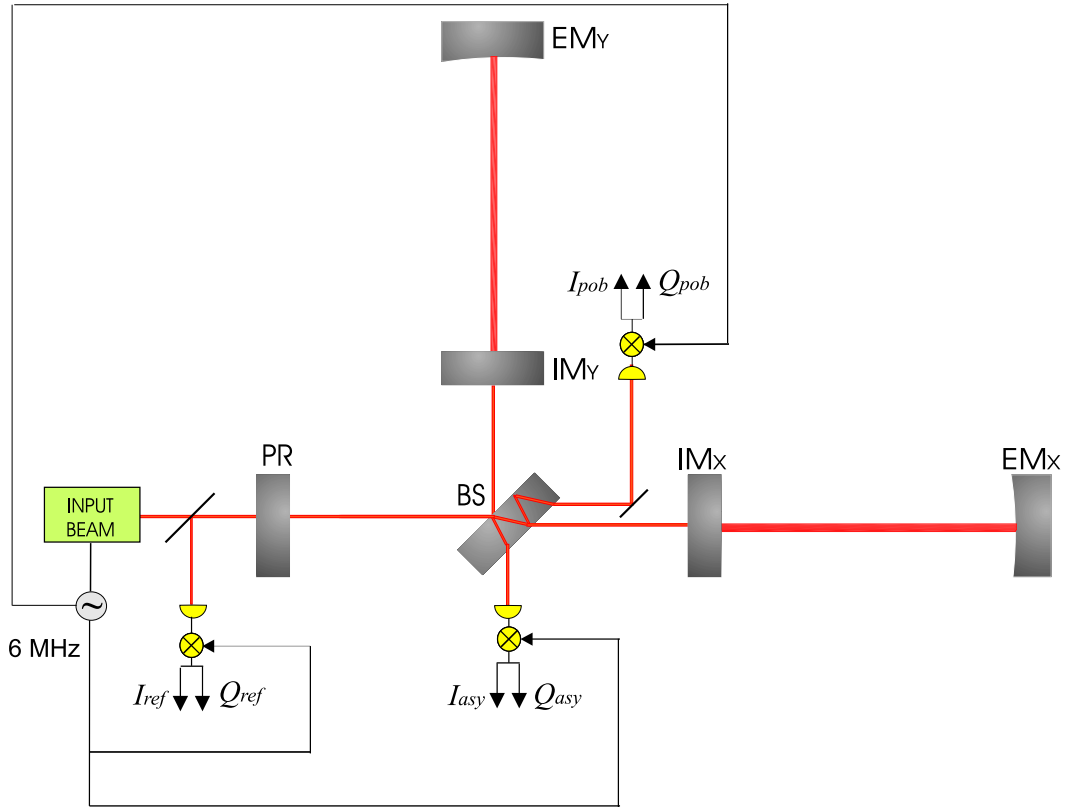 EMY
Ipob Qpob
IMY
PR
IMX
EMX
BS
INPUT
BEAM
~
6 MHz
Iref Qref
Iasy Qasy